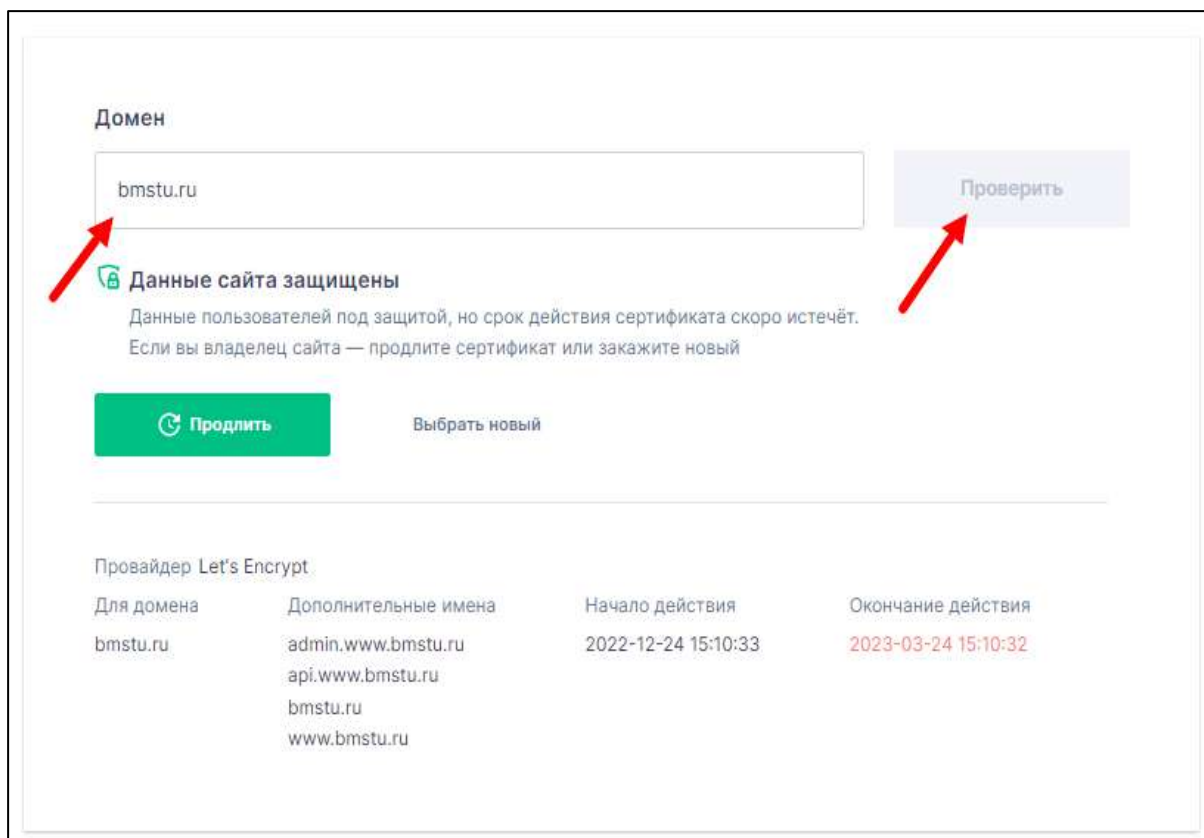 Домен
bmstu.ru
Проверить
Данные сайта защищены
Данные пользователей под защитой, но срок действия сертификата скоро истечёт.
Если вы владелец сайта — продлите сертификат или закажите новый
Продлить
Выбрать новый
Провайдер Let's Encrypt
Для домена Дополнительные имена Начало действия Окончание действия
bmstu.ru admin.www.bmstu.ru 2022-12-24 15:10:33 2023-03-24 15:10:32
api.www.bmstu.ru
bmstu.ru
www.bmstu.ru